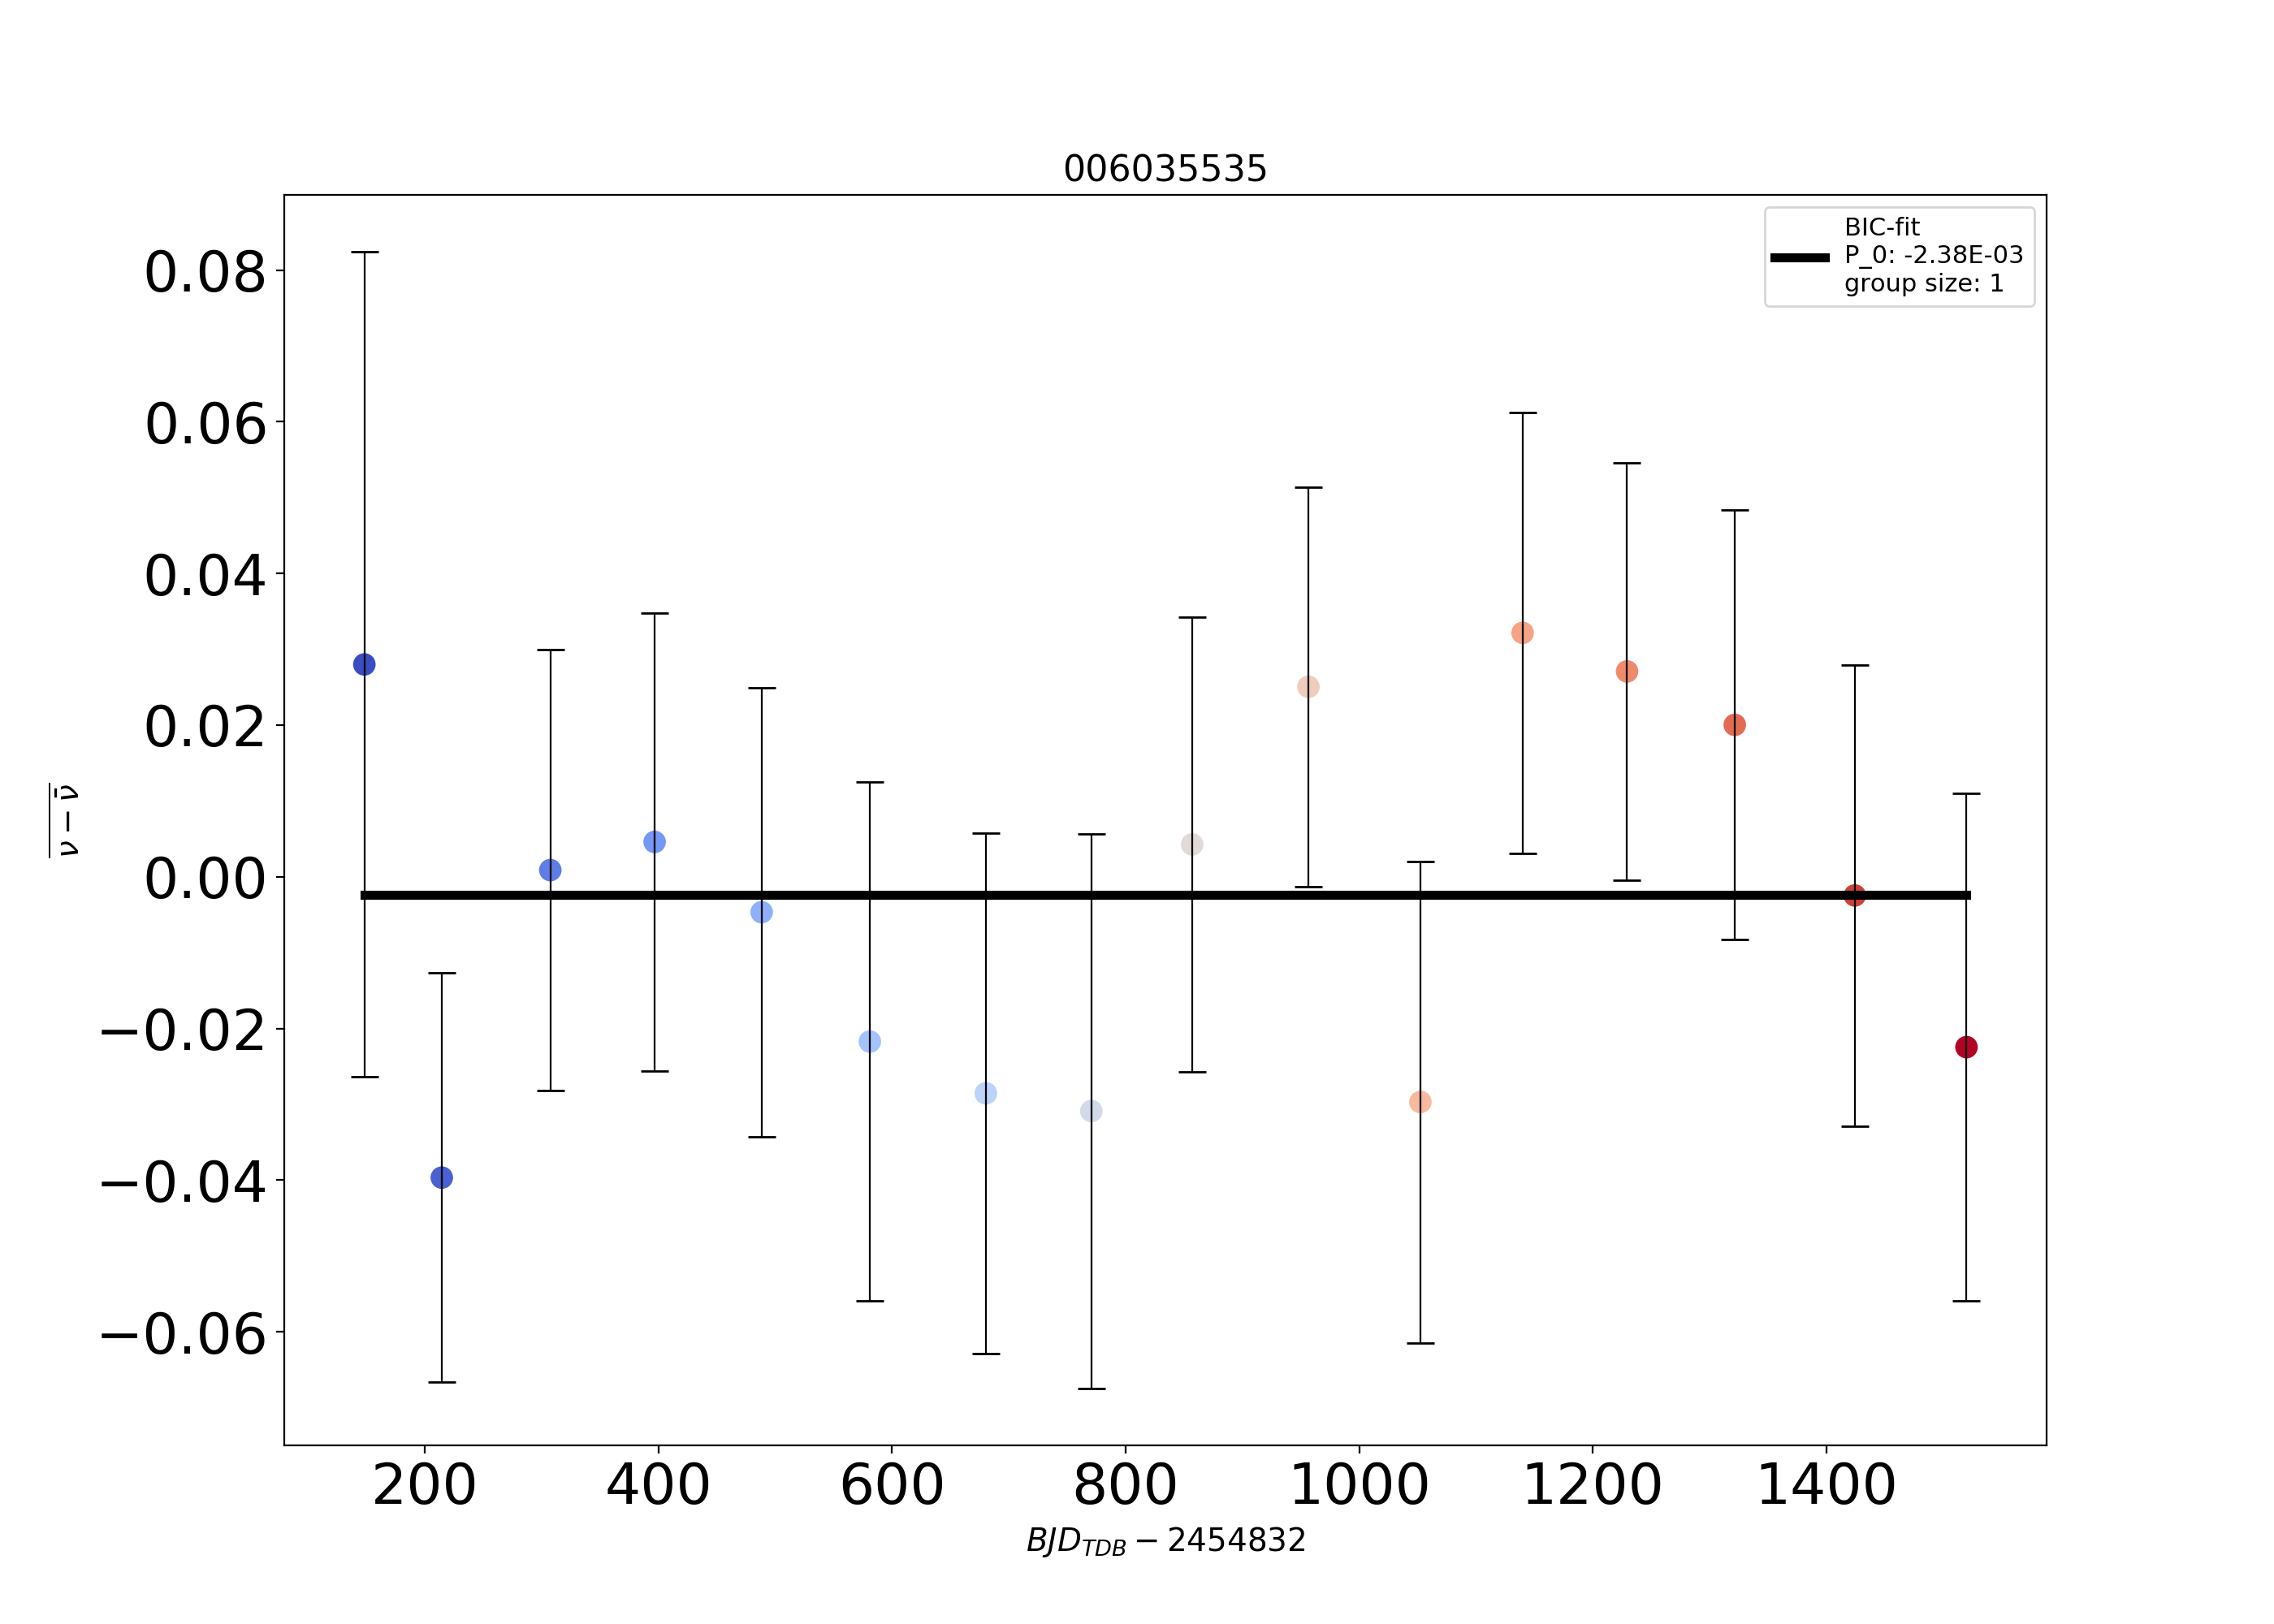 006035535
BIC-fit
P_0: -2.38E-03
group size: 1
0.08
0.06
0.04
0.02
0.00
−0.02
−0.04
−0.06
ν − ν̄
200 400 600 800 1000 1200 1400
BJD_TDB − 2454832